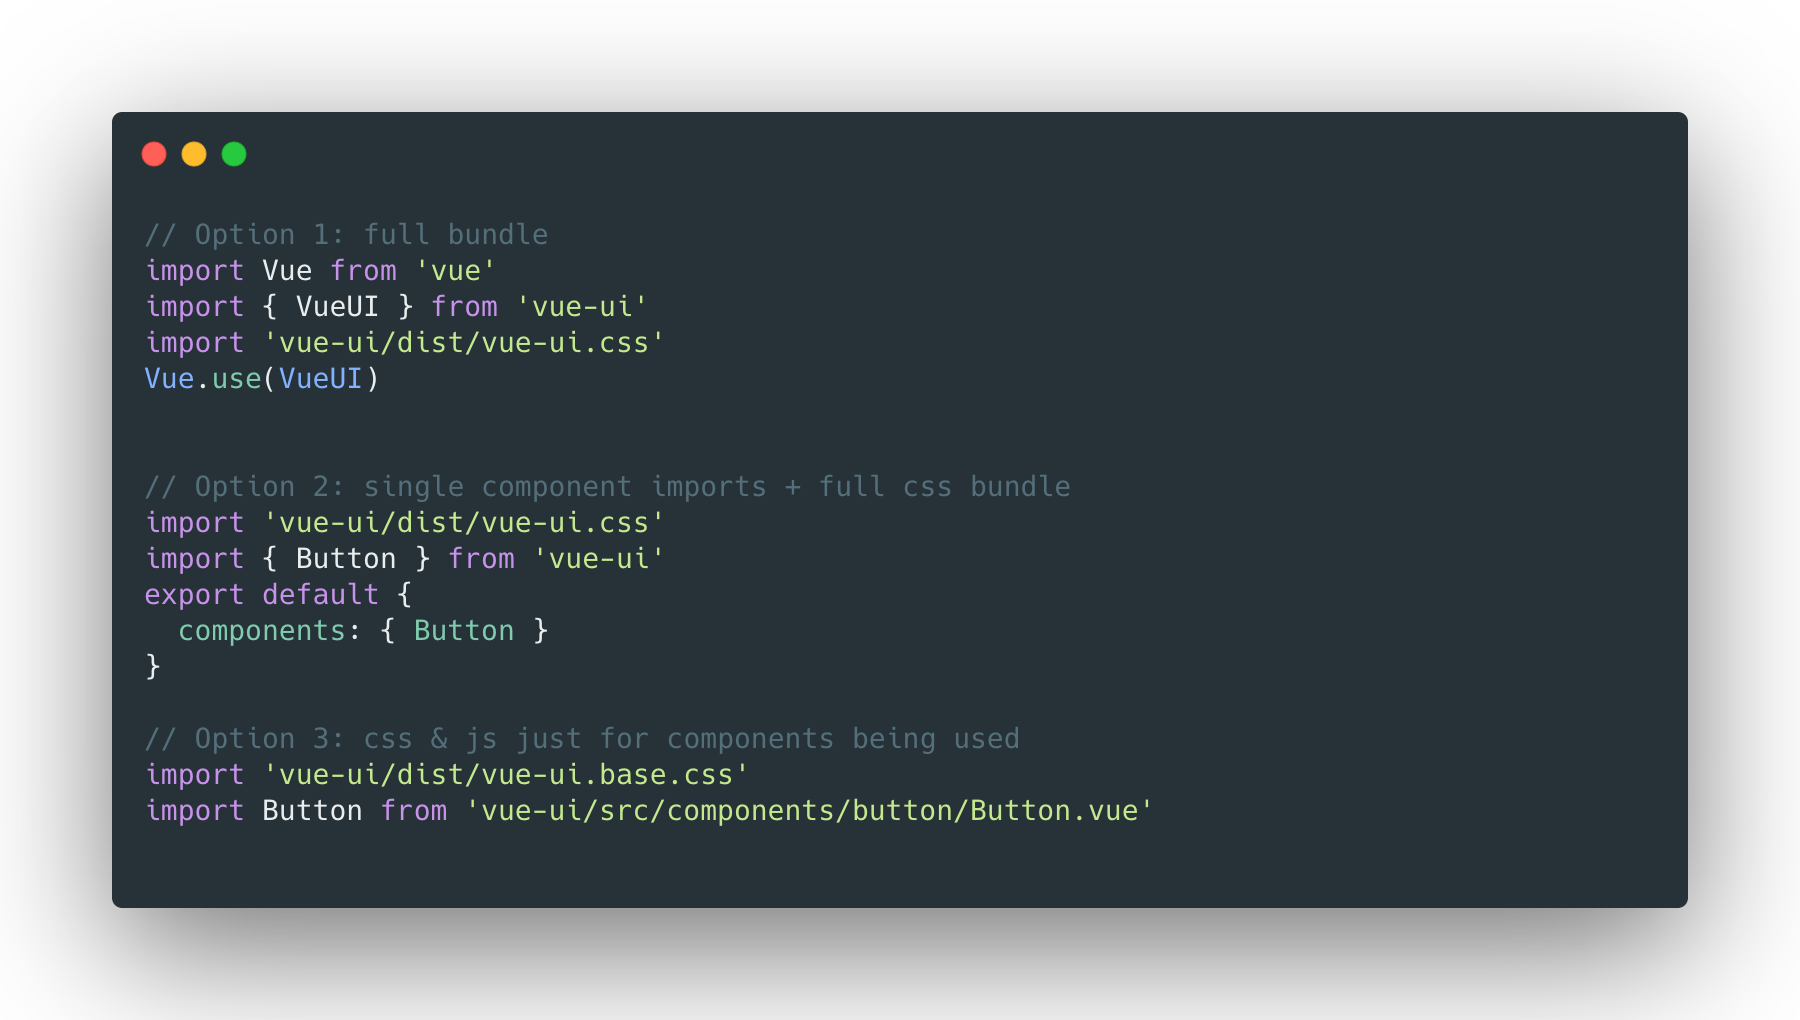 // Option 1: full bundle
import Vue from 'vue'
import { VueUI } from 'vue-ui'
import 'vue-ui/dist/vue-ui.css'
Vue.use(VueUI)
// Option 2: single component imports + full css bundle
import 'vue-ui/dist/vue-ui.css'
import { Button } from 'vue-ui'
export default {
  components: { Button }
}
// Option 3: css & js just for components being used
import 'vue-ui/dist/vue-ui.base.css'
import Button from 'vue-ui/src/components/button/Button.vue'